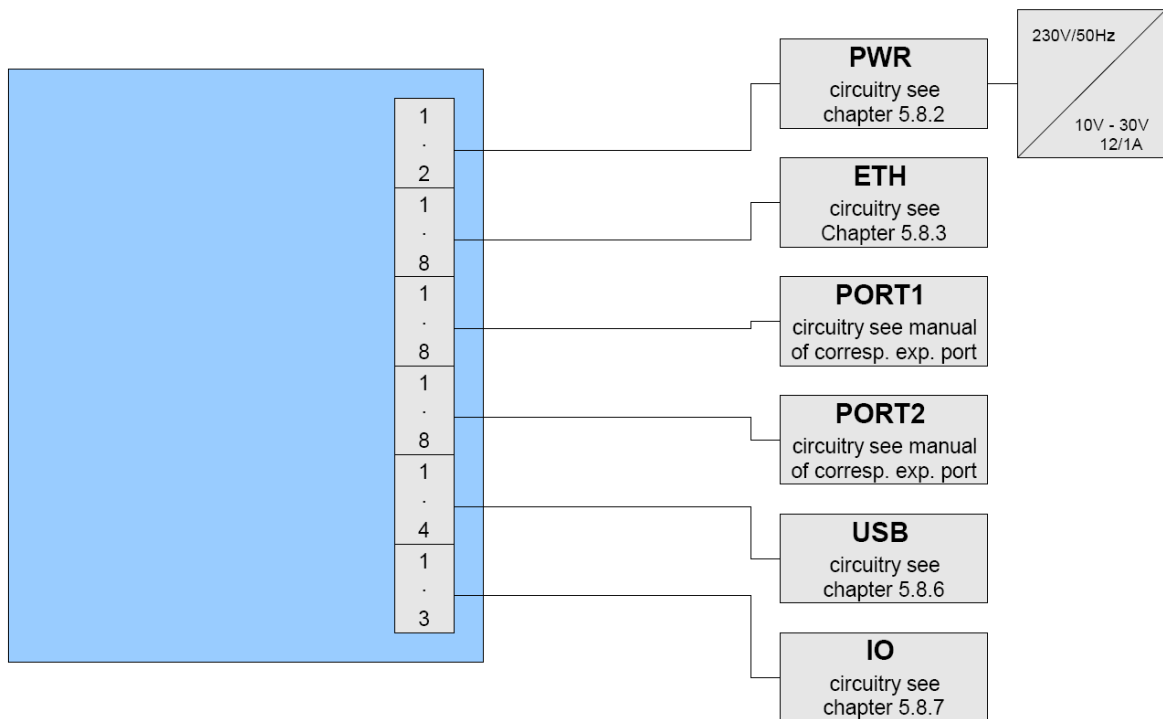 1
.
2
1
.
8
1
.
8
1
.
8
1
.
4
1
.
3
PWR
circuitry see
chapter 5.8.2
230V/50Hz
10V - 30V
12/1A
ETH
circuitry see
Chapter 5.8.3
PORT1
circuitry see manual
of corresp. exp. port
PORT2
circuitry see manual
of corresp. exp. port
USB
circuitry see
chapter 5.8.6
IO
circuitry see
chapter 5.8.7